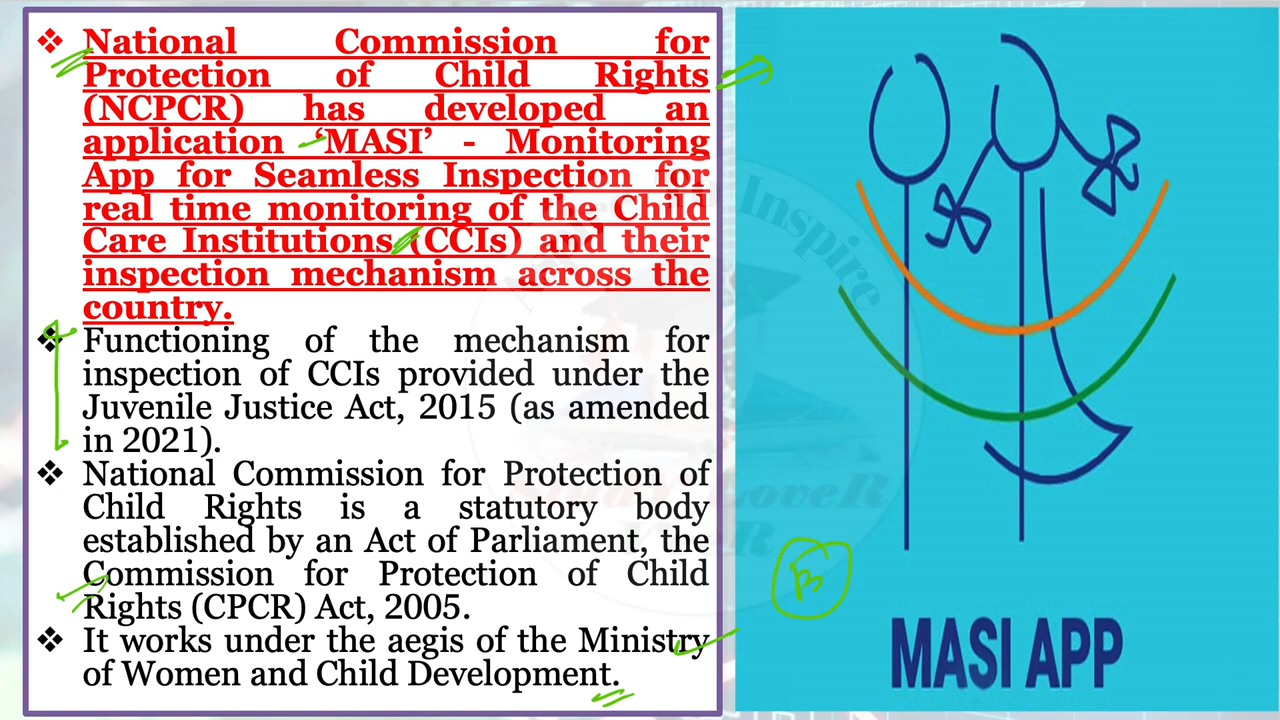 ❖ National Commission for
Protection of Child Rights
(NCPCR) has developed an
application ‘MASI’ - Monitoring
App for Seamless Inspection for
real time monitoring of the Child
Care Institutions (CCIs) and their
inspection mechanism across the
country.
❖ Functioning of the mechanism for
inspection of CCIs provided under the
Juvenile Justice Act, 2015 (as amended
in 2021).
❖ National Commission for Protection of
Child Rights is a statutory body
established by an Act of Parliament, the
Commission for Protection of Child
Rights (CPCR) Act, 2005.
❖ It works under the aegis of the Ministry
of Women and Child Development.
B
MASI APP